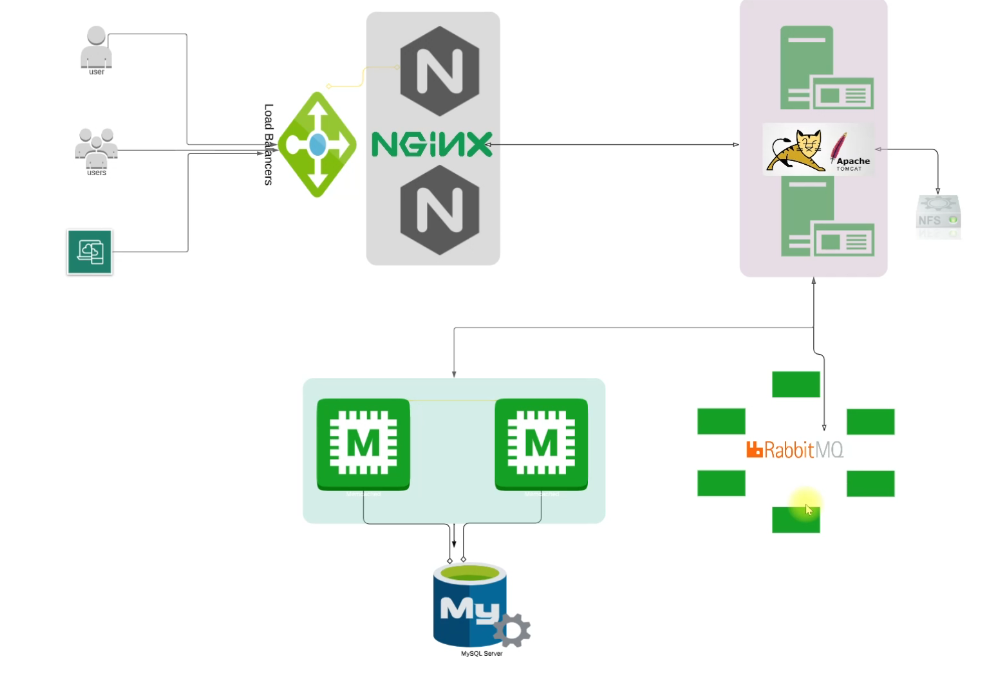 user
users
Load Balancers
N
NGiNX
N
Apache
TOMCAT
NFS
M
M
RabbitMQ
My
MySQL Server